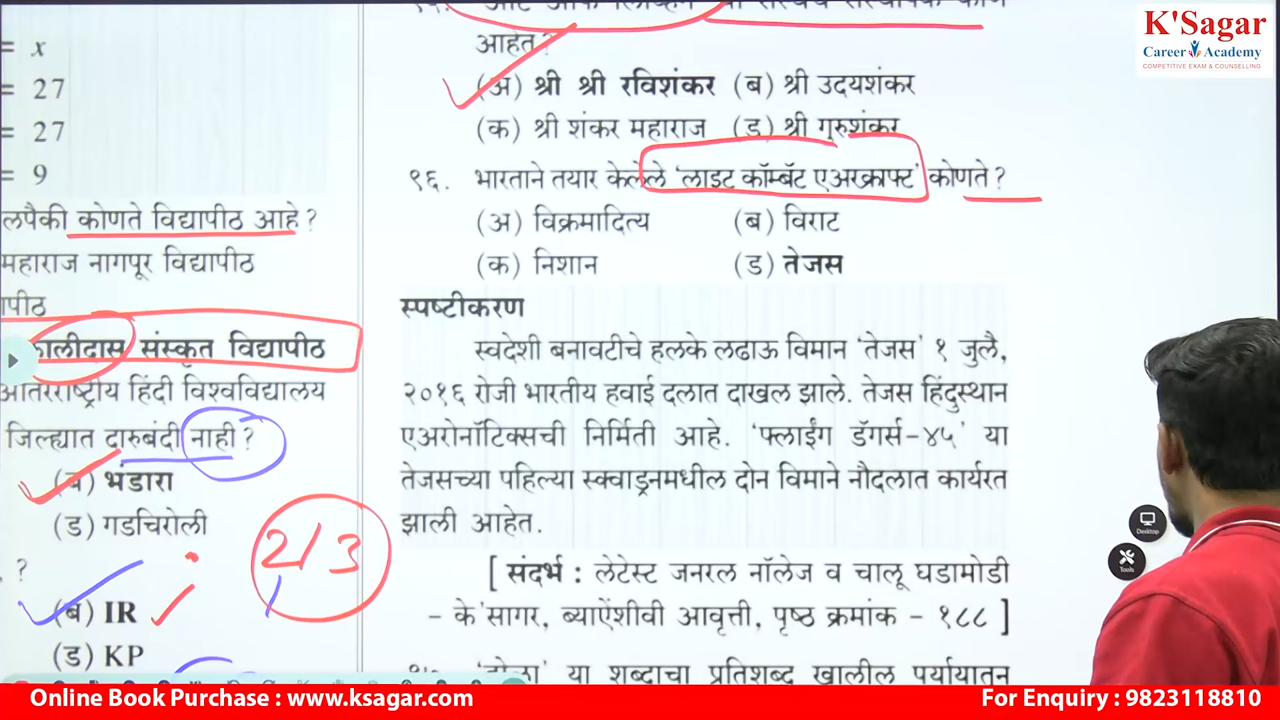 = x
= 27
= 27
= 9
लपैकी कोणते विद्यापीठ आहे ?
महाराज नागपूर विद्यापीठ
ापीठ
कालीदास संस्कृत विद्यापीठ
आंतरराष्ट्रीय हिंदी विश्वविद्यालय
जिल्ह्यात दारुबंदी नाही ?
(ब) भंडारा
(ड) गडचिरोली
2/3
?
(ब) IR
(ड) KP
आहेत ?
(अ) श्री श्री रविशंकर (ब) श्री उदयशंकर
(क) श्री शंकर महाराज (ड) श्री गुरुशंकर
९६. भारताने तयार केलेले 'लाइट कॉम्बॅट एअरक्राफ्ट' कोणते ?
(अ) विक्रमादित्य (ब) विराट
(क) निशान (ड) तेजस
स्पष्टीकरण
स्वदेशी बनावटीचे हलके लढाऊ विमान 'तेजस' १ जुलै,
२०१६ रोजी भारतीय हवाई दलात दाखल झाले. तेजस हिंदुस्थान
एअरोनॉटिक्सची निर्मिती आहे. 'फ्लाईंग डॅगर्स-४५' या
तेजसच्या पहिल्या स्क्वाड्रनमधील दोन विमाने नौदलात कार्यरत
झाली आहेत.
[ संदर्भ : लेटेस्ट जनरल नॉलेज व चालू घडामोडी
- के'सागर, ब्याऐंशीवी आवृत्ती, पृष्ठ क्रमांक - १८८ ]
या शब्दाचा प्रतिशब्द खालील पर्यायातून
K'Sagar
Career Academy
COMPETITIVE EXAM & COUNSELLING
Desktop
Tools
Online Book Purchase : www.ksagar.com
For Enquiry : 9823118810